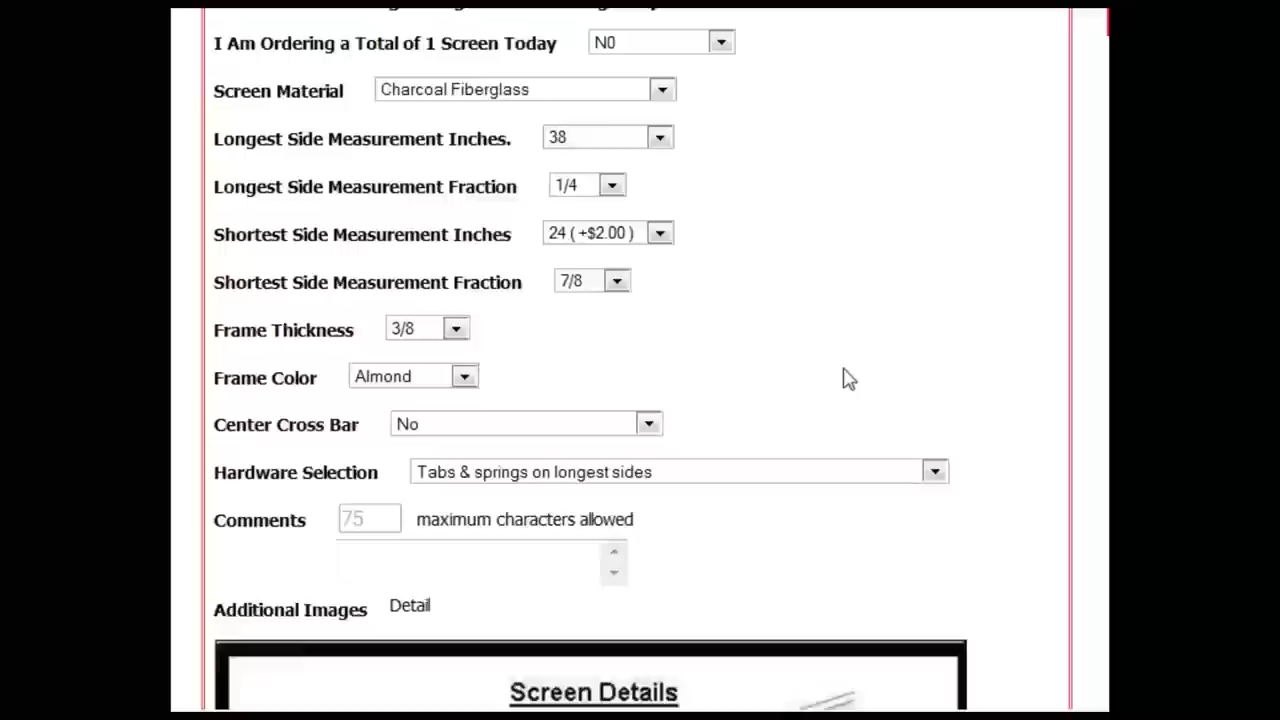 I Am Ordering a Total of 1 Screen Today N0
Screen Material Charcoal Fiberglass
Longest Side Measurement Inches. 38
Longest Side Measurement Fraction 1/4
Shortest Side Measurement Inches 24 ( +$2.00 )
Shortest Side Measurement Fraction 7/8
Frame Thickness 3/8
Frame Color Almond
Center Cross Bar No
Hardware Selection Tabs & springs on longest sides
Comments 75 maximum characters allowed
Additional Images Detail
Screen Details